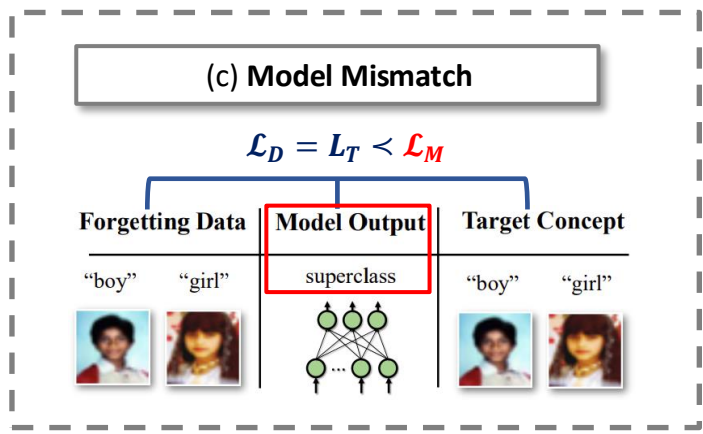 (c) Model Mismatch
𝓛_D = L_T ≺ 𝓛_M
Forgetting Data Model Output Target Concept
“boy” “girl” superclass “boy” “girl”
...